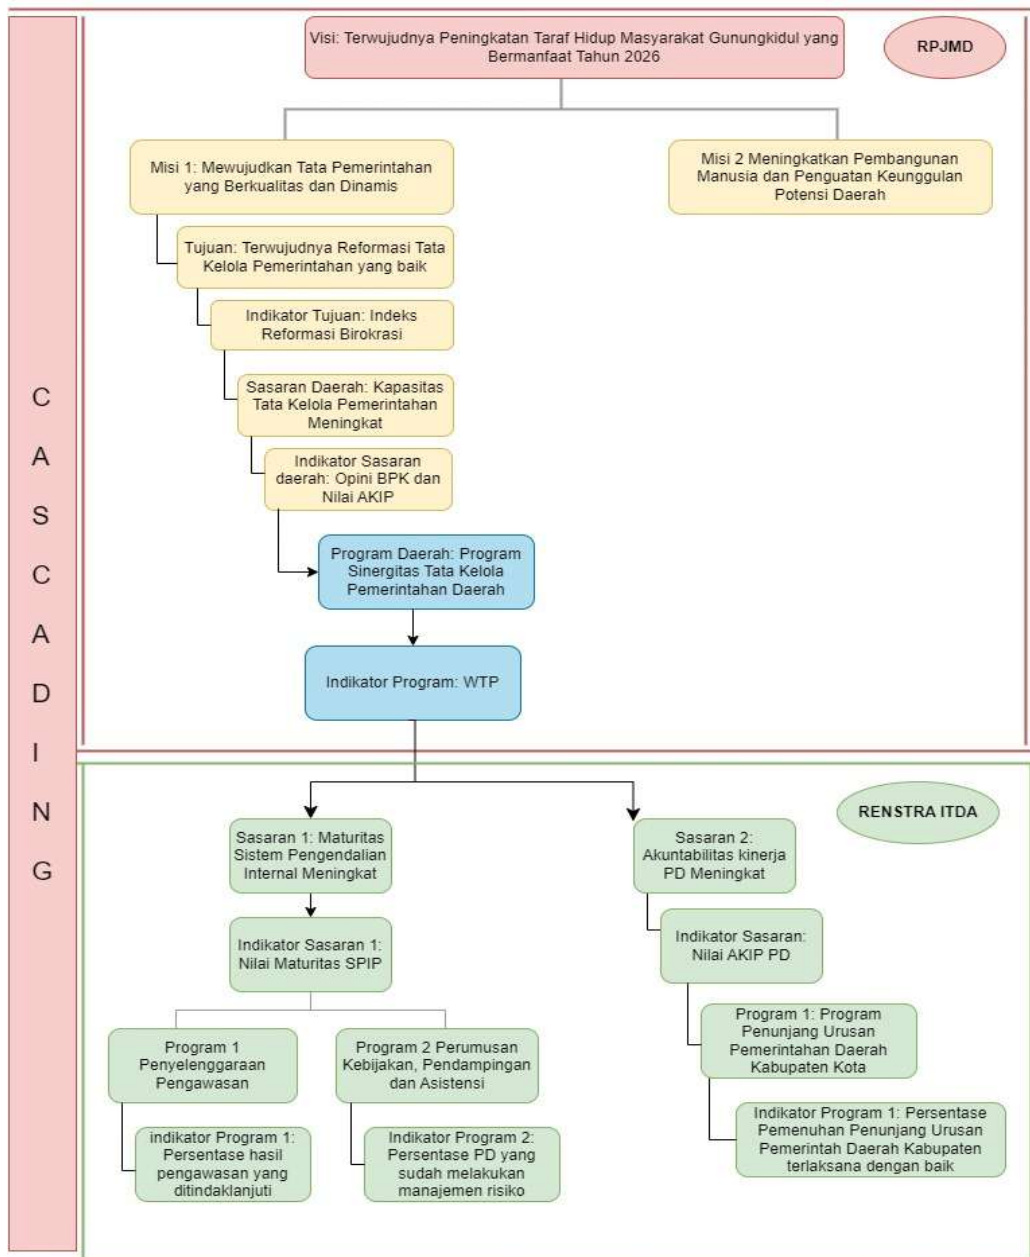 Visi: Terwujudnya Peningkatan Taraf Hidup Masyarakat Gunungkidul yang
Bermanfaat Tahun 2026
RPJMD
Misi 1: Mewujudkan Tata Pemerintahan
yang Berkualitas dan Dinamis
Misi 2 Meningkatkan Pembangunan
Manusia dan Penguatan Keunggulan
Potensi Daerah
Tujuan: Terwujudnya Reformasi Tata
Kelola Pemerintahan yang baik
Indikator Tujuan: Indeks
Reformasi Birokrasi
Sasaran Daerah: Kapasitas
Tata Kelola Pemerintahan
Meningkat
Indikator Sasaran
daerah: Opini BPK dan
Nilai AKIP
Program Daerah: Program
Sinergitas Tata Kelola
Pemerintahan Daerah
Indikator Program: WTP
C
A
S
C
A
D
I
N
G
RENSTRA ITDA
Sasaran 1: Maturitas
Sistem Pengendalian
Internal Meningkat
Indikator Sasaran 1:
Nilai Maturitas SPIP
Program 1
Penyelenggaraan
Pengawasan
indikator Program 1:
Persentase hasil
pengawasan yang
ditindaklanjuti
Program 2 Perumusan
Kebijakan, Pendampingan
dan Asistensi
Indikator Program 2:
Persentase PD yang
sudah melakukan
manajemen risiko
Sasaran 2:
Akuntabilitas kinerja
PD Meningkat
Indikator Sasaran:
Nilai AKIP PD
Program 1: Program
Penunjang Urusan
Pemerintahan Daerah
Kabupaten Kota
Indikator Program 1: Persentase
Pemenuhan Penunjang Urusan
Pemerintah Daerah Kabupaten
terlaksana dengan baik